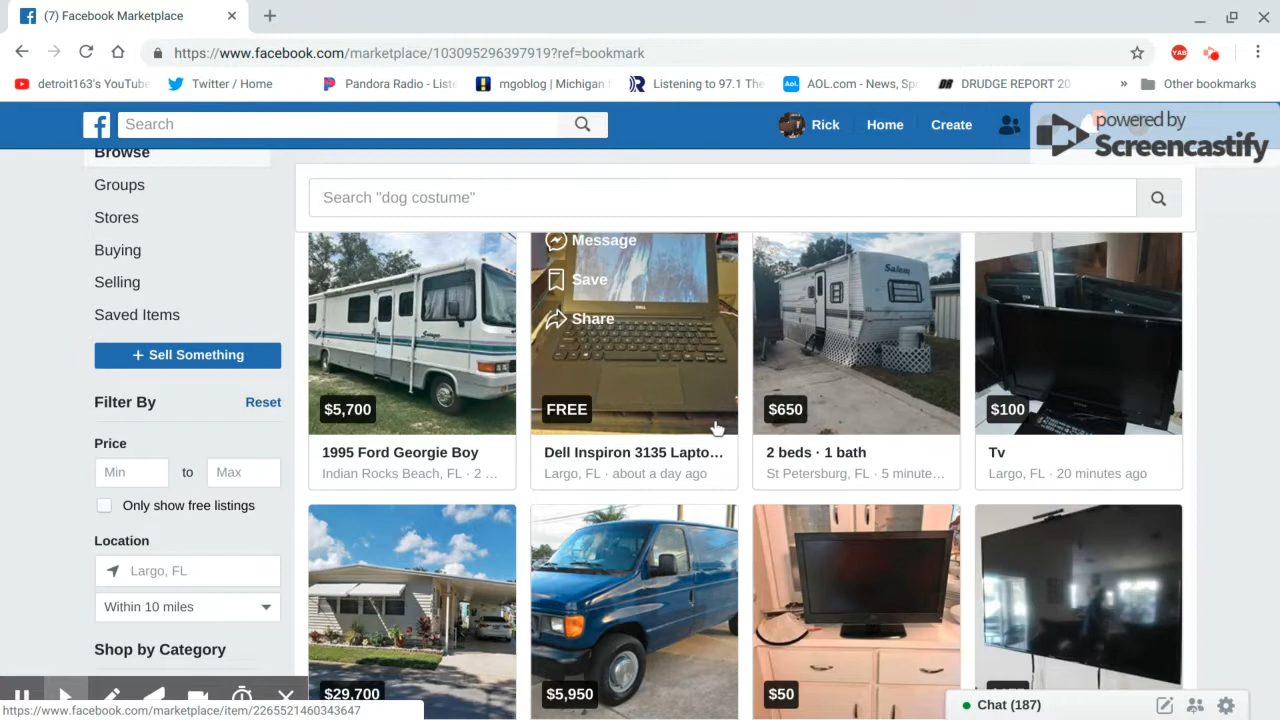 (7) Facebook Marketplace
https://www.facebook.com/marketplace/103095296397919?ref=bookmark
detroit163's YouTube
Twitter / Home
Pandora Radio - Liste
mgoblog | Michigan
Listening to 97.1 The
AOL.com - News, Spo
DRUDGE REPORT 20
»
Other bookmarks
Search
Rick
Home
Create
powered by
Screencastify
Browse
Groups
Stores
Buying
Selling
Saved Items
+ Sell Something
Filter By
Reset
Price
Min
to
Max
Only show free listings
Location
Largo, FL
Within 10 miles
Shop by Category
Search "dog costume"
$5,700
1995 Ford Georgie Boy
Indian Rocks Beach, FL · 2 ...
Message
Save
Share
DELL
FREE
Dell Inspiron 3135 Lapto...
Largo, FL · about a day ago
Salem
$650
2 beds · 1 bath
St Petersburg, FL · 5 minute...
$100
Tv
Largo, FL · 20 minutes ago
$29,700
$5,950
$50
Chat (187)
https://www.facebook.com/marketplace/item/2265521460343647